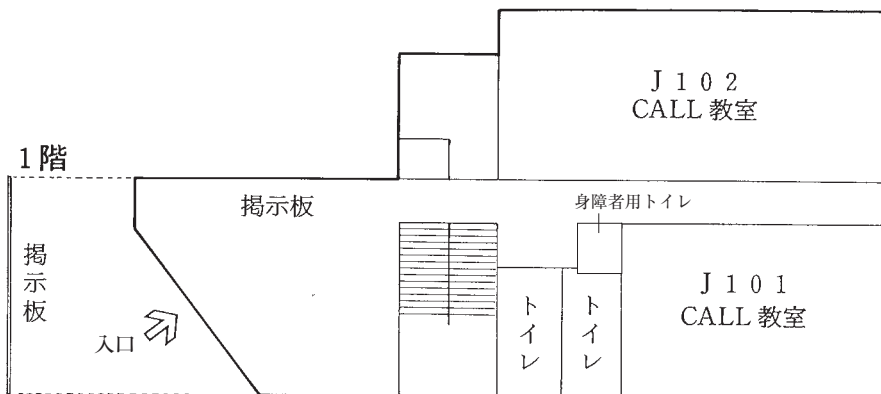 J102
CALL 教室
1階
掲示板
身障者用トイレ
掲示板
入口
トイレ
トイレ
J101
CALL 教室